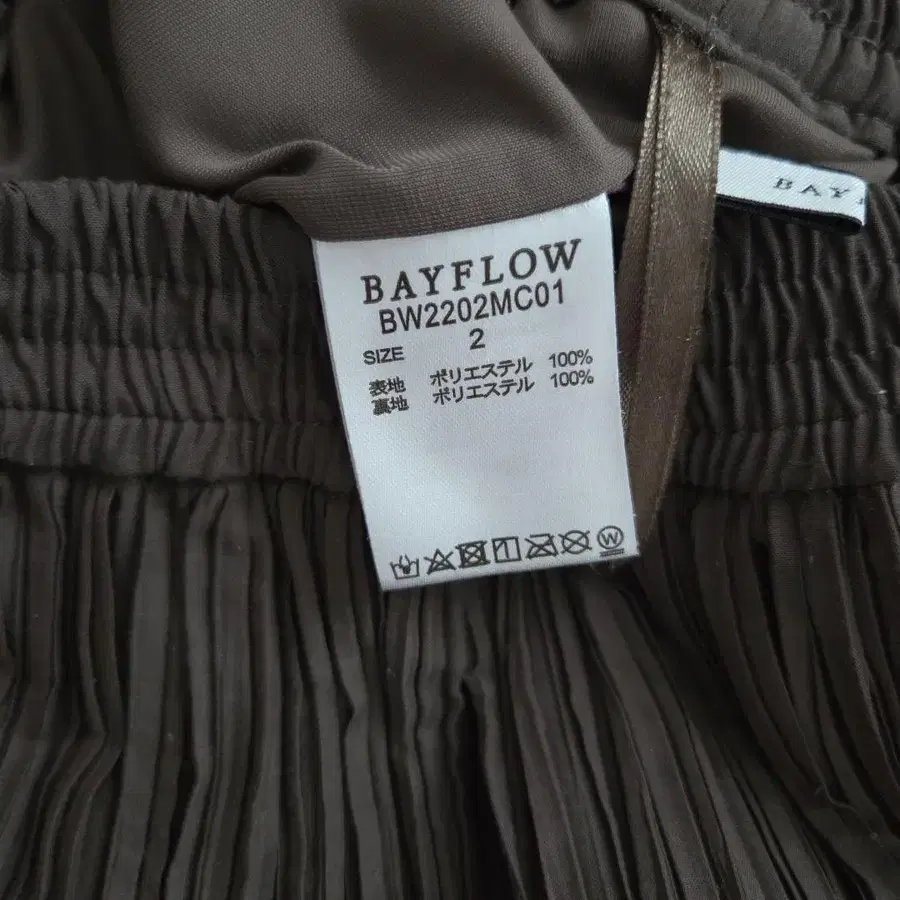 BAYFLOW
BW2202MC01
SIZE 2
表地 ポリエステル 100%
裏地 ポリエステル 100%
W
BAY